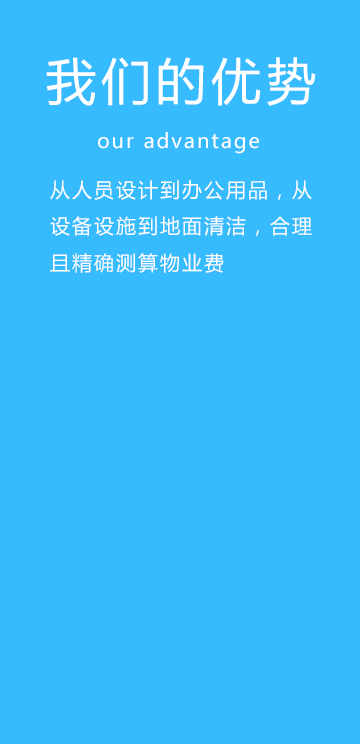 我们的优势
our advantage
从人员设计到办公用品，从
设备设施到地面清洁，合理
且精确测算物业费